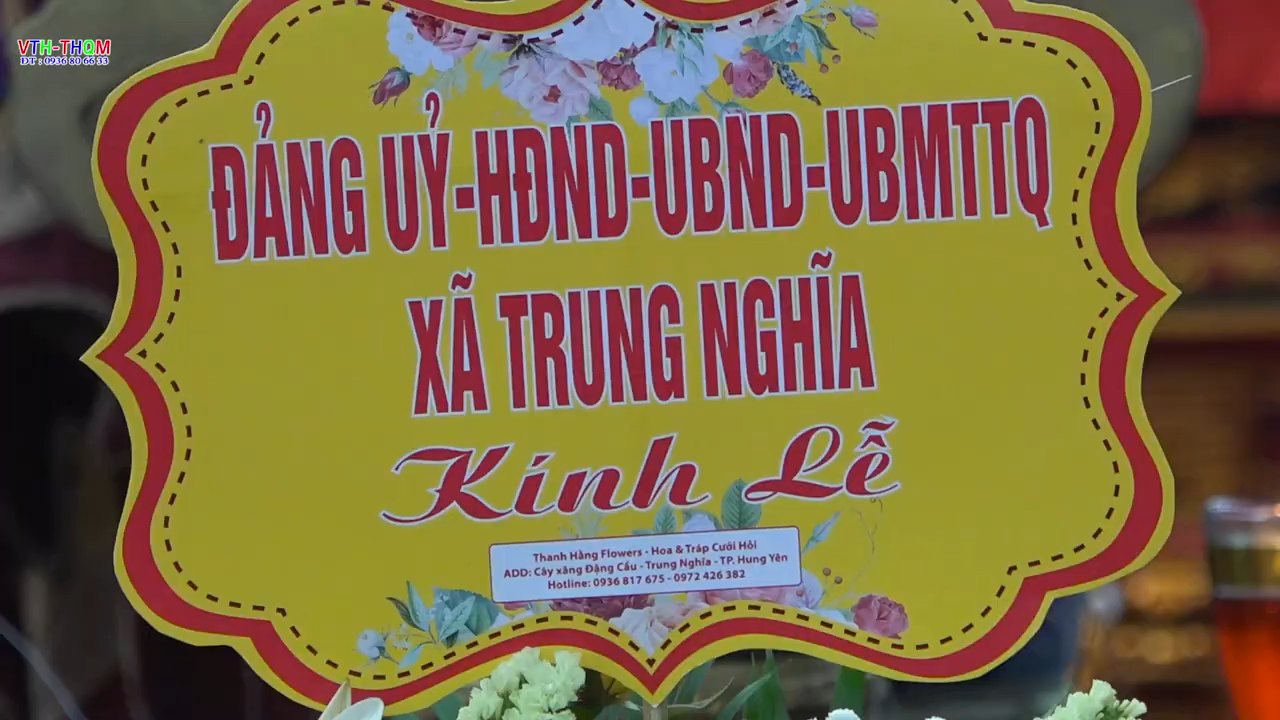 VTH-THQM
ĐT : 0936 80 66 33
ĐẢNG UỶ-HĐND-UBND-UBMTTQ
XÃ TRUNG NGHĨA
Kính Lễ
Thanh Hằng Flowers - Hoa & Tráp Cưới Hỏi
ADD: Cây xăng Đặng Cầu - Trung Nghĩa - TP. Hưng Yên
Hotline: 0936 817 675 - 0972 426 382